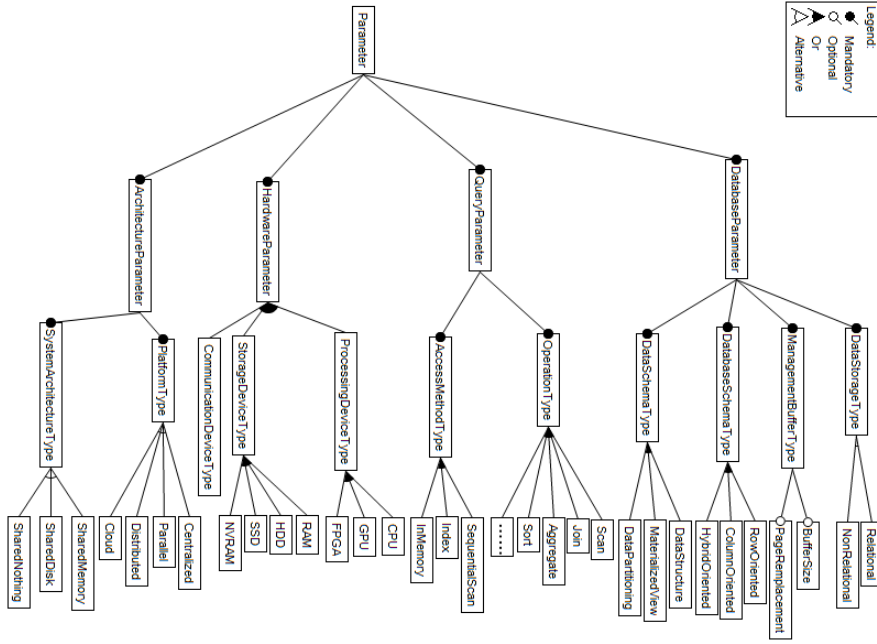 Legend:
Mandatory
Optional
Or
Alternative
Parameter
DatabaseParameter
QueryParameter
HardwareParameter
ArchitectureParameter
DataStorageType
ManagementBufferType
DatabaseSchemaType
DataSchemaType
OperationType
AccessMethodType
ProcessingDeviceType
StorageDeviceType
CommunicationDeviceType
PlatformType
SystemArchitectureType
Relational
NonRelational
BufferSize
PageRemplacement
RowOriented
ColumnOriented
HybridOriented
DataStructure
MaterializedView
DataPartitioning
Scan
Join
Aggregate
Sort
.......
SequentialScan
Index
InMemory
CPU
GPU
FPGA
RAM
HDD
SSD
NVRAM
Centralized
Parallel
Distributed
Cloud
SharedMemory
SharedDisk
SharedNothing